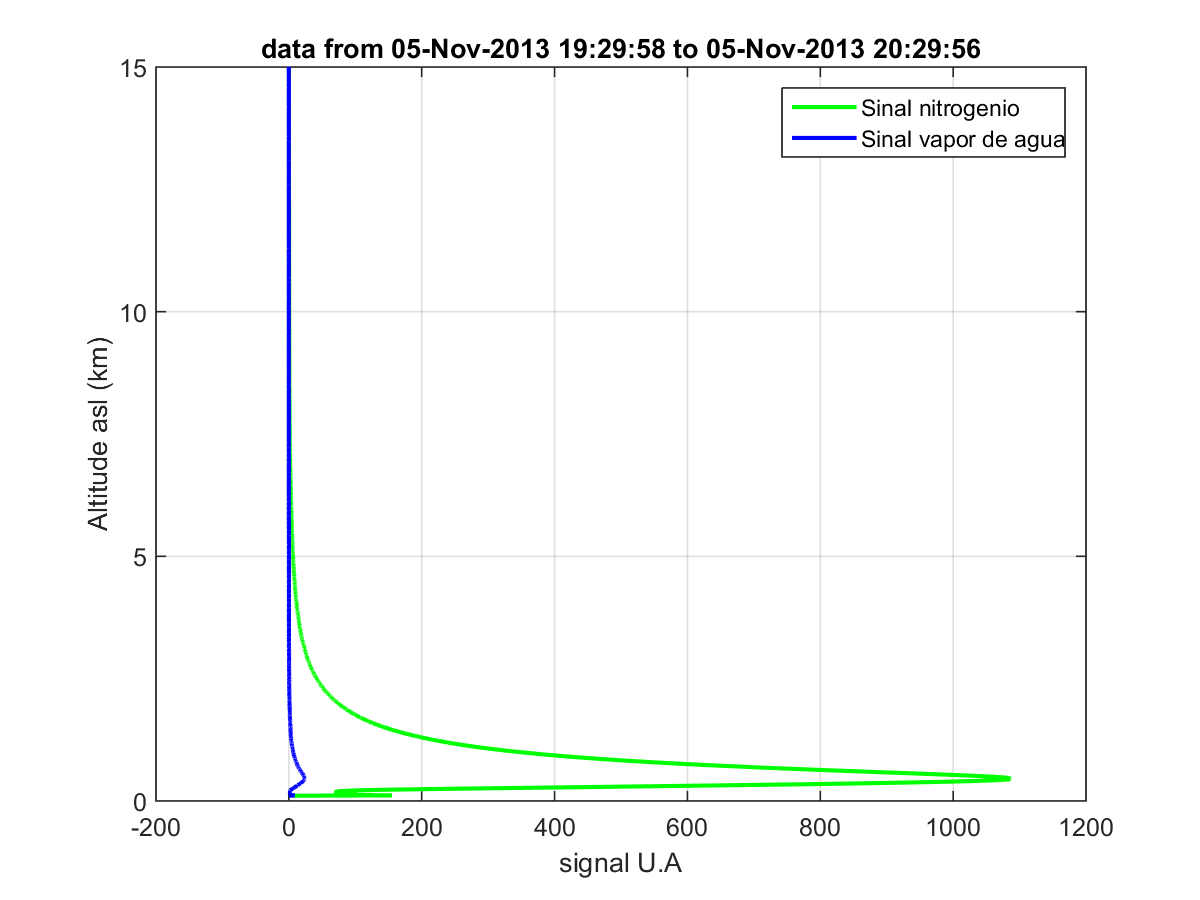 data from 05-Nov-2013 19:29:58 to 05-Nov-2013 20:29:56
Sinal nitrogenio
Sinal vapor de agua
15
10
5
0
Altitude asl (km)
-200 0 200 400 600 800 1000 1200
signal U.A